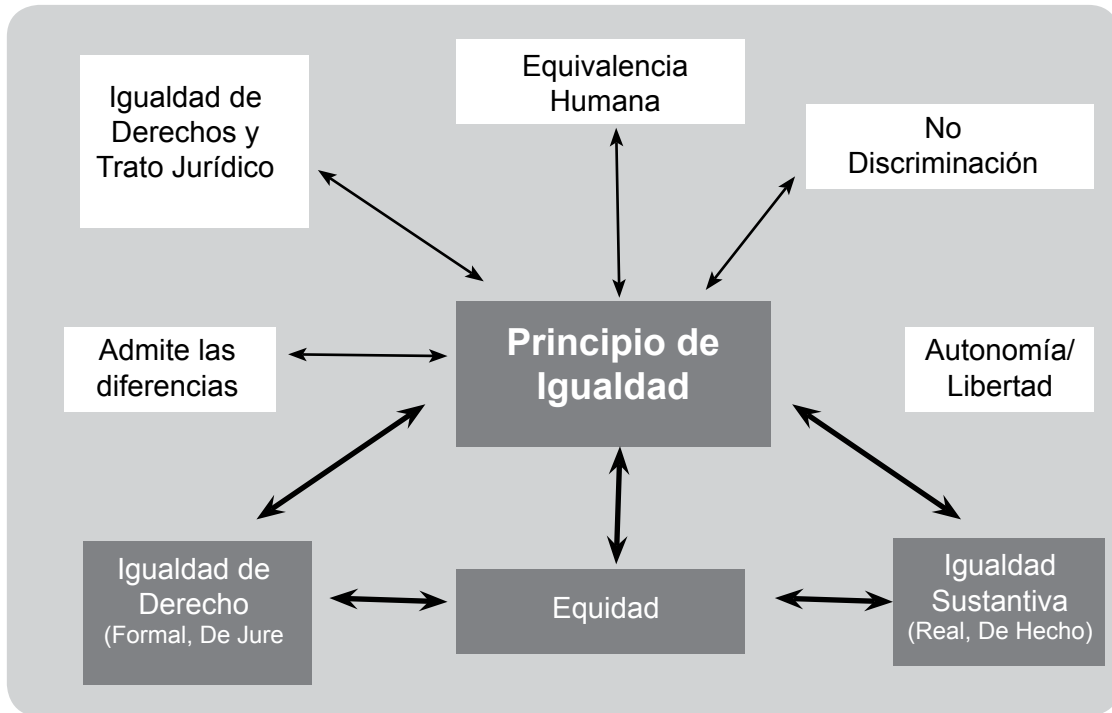 Igualdad de
Derechos y
Trato Jurídico
Equivalencia
Humana
No
Discriminación
Admite las
diferencias
Principio de
Igualdad
Autonomía/
Libertad
Igualdad de
Derecho
(Formal, De Jure
Equidad
Igualdad
Sustantiva
(Real, De Hecho)